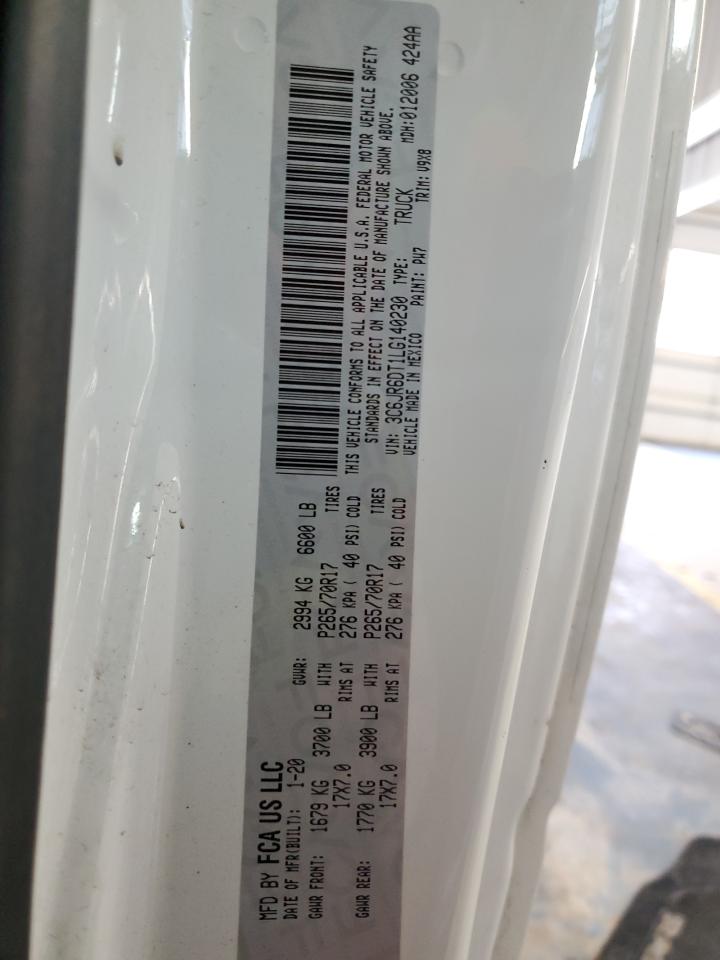 MFD BY FCA US LLC
DATE OF MFR(BUILT): 1-20 GVWR: 2994 KG 6600 LB
GAWR FRONT: 1679 KG 3700 LB WITH P265/70R17 TIRES
17X7.0 RIMS AT 276 KPA ( 40 PSI) COLD
GAWR REAR: 1770 KG 3900 LB WITH P265/70R17 TIRES
17X7.0 RIMS AT 276 KPA ( 40 PSI) COLD
THIS VEHICLE CONFORMS TO ALL APPLICABLE U.S.A. FEDERAL MOTOR VEHICLE SAFETY
STANDARDS IN EFFECT ON THE DATE OF MANUFACTURE SHOWN ABOVE.
VIN: 3C6JR6DT1LG140230 TYPE: TRUCK MDH:012006 424AA
VEHICLE MADE IN MEXICO PAINT: PW7 TRIM: V9X8